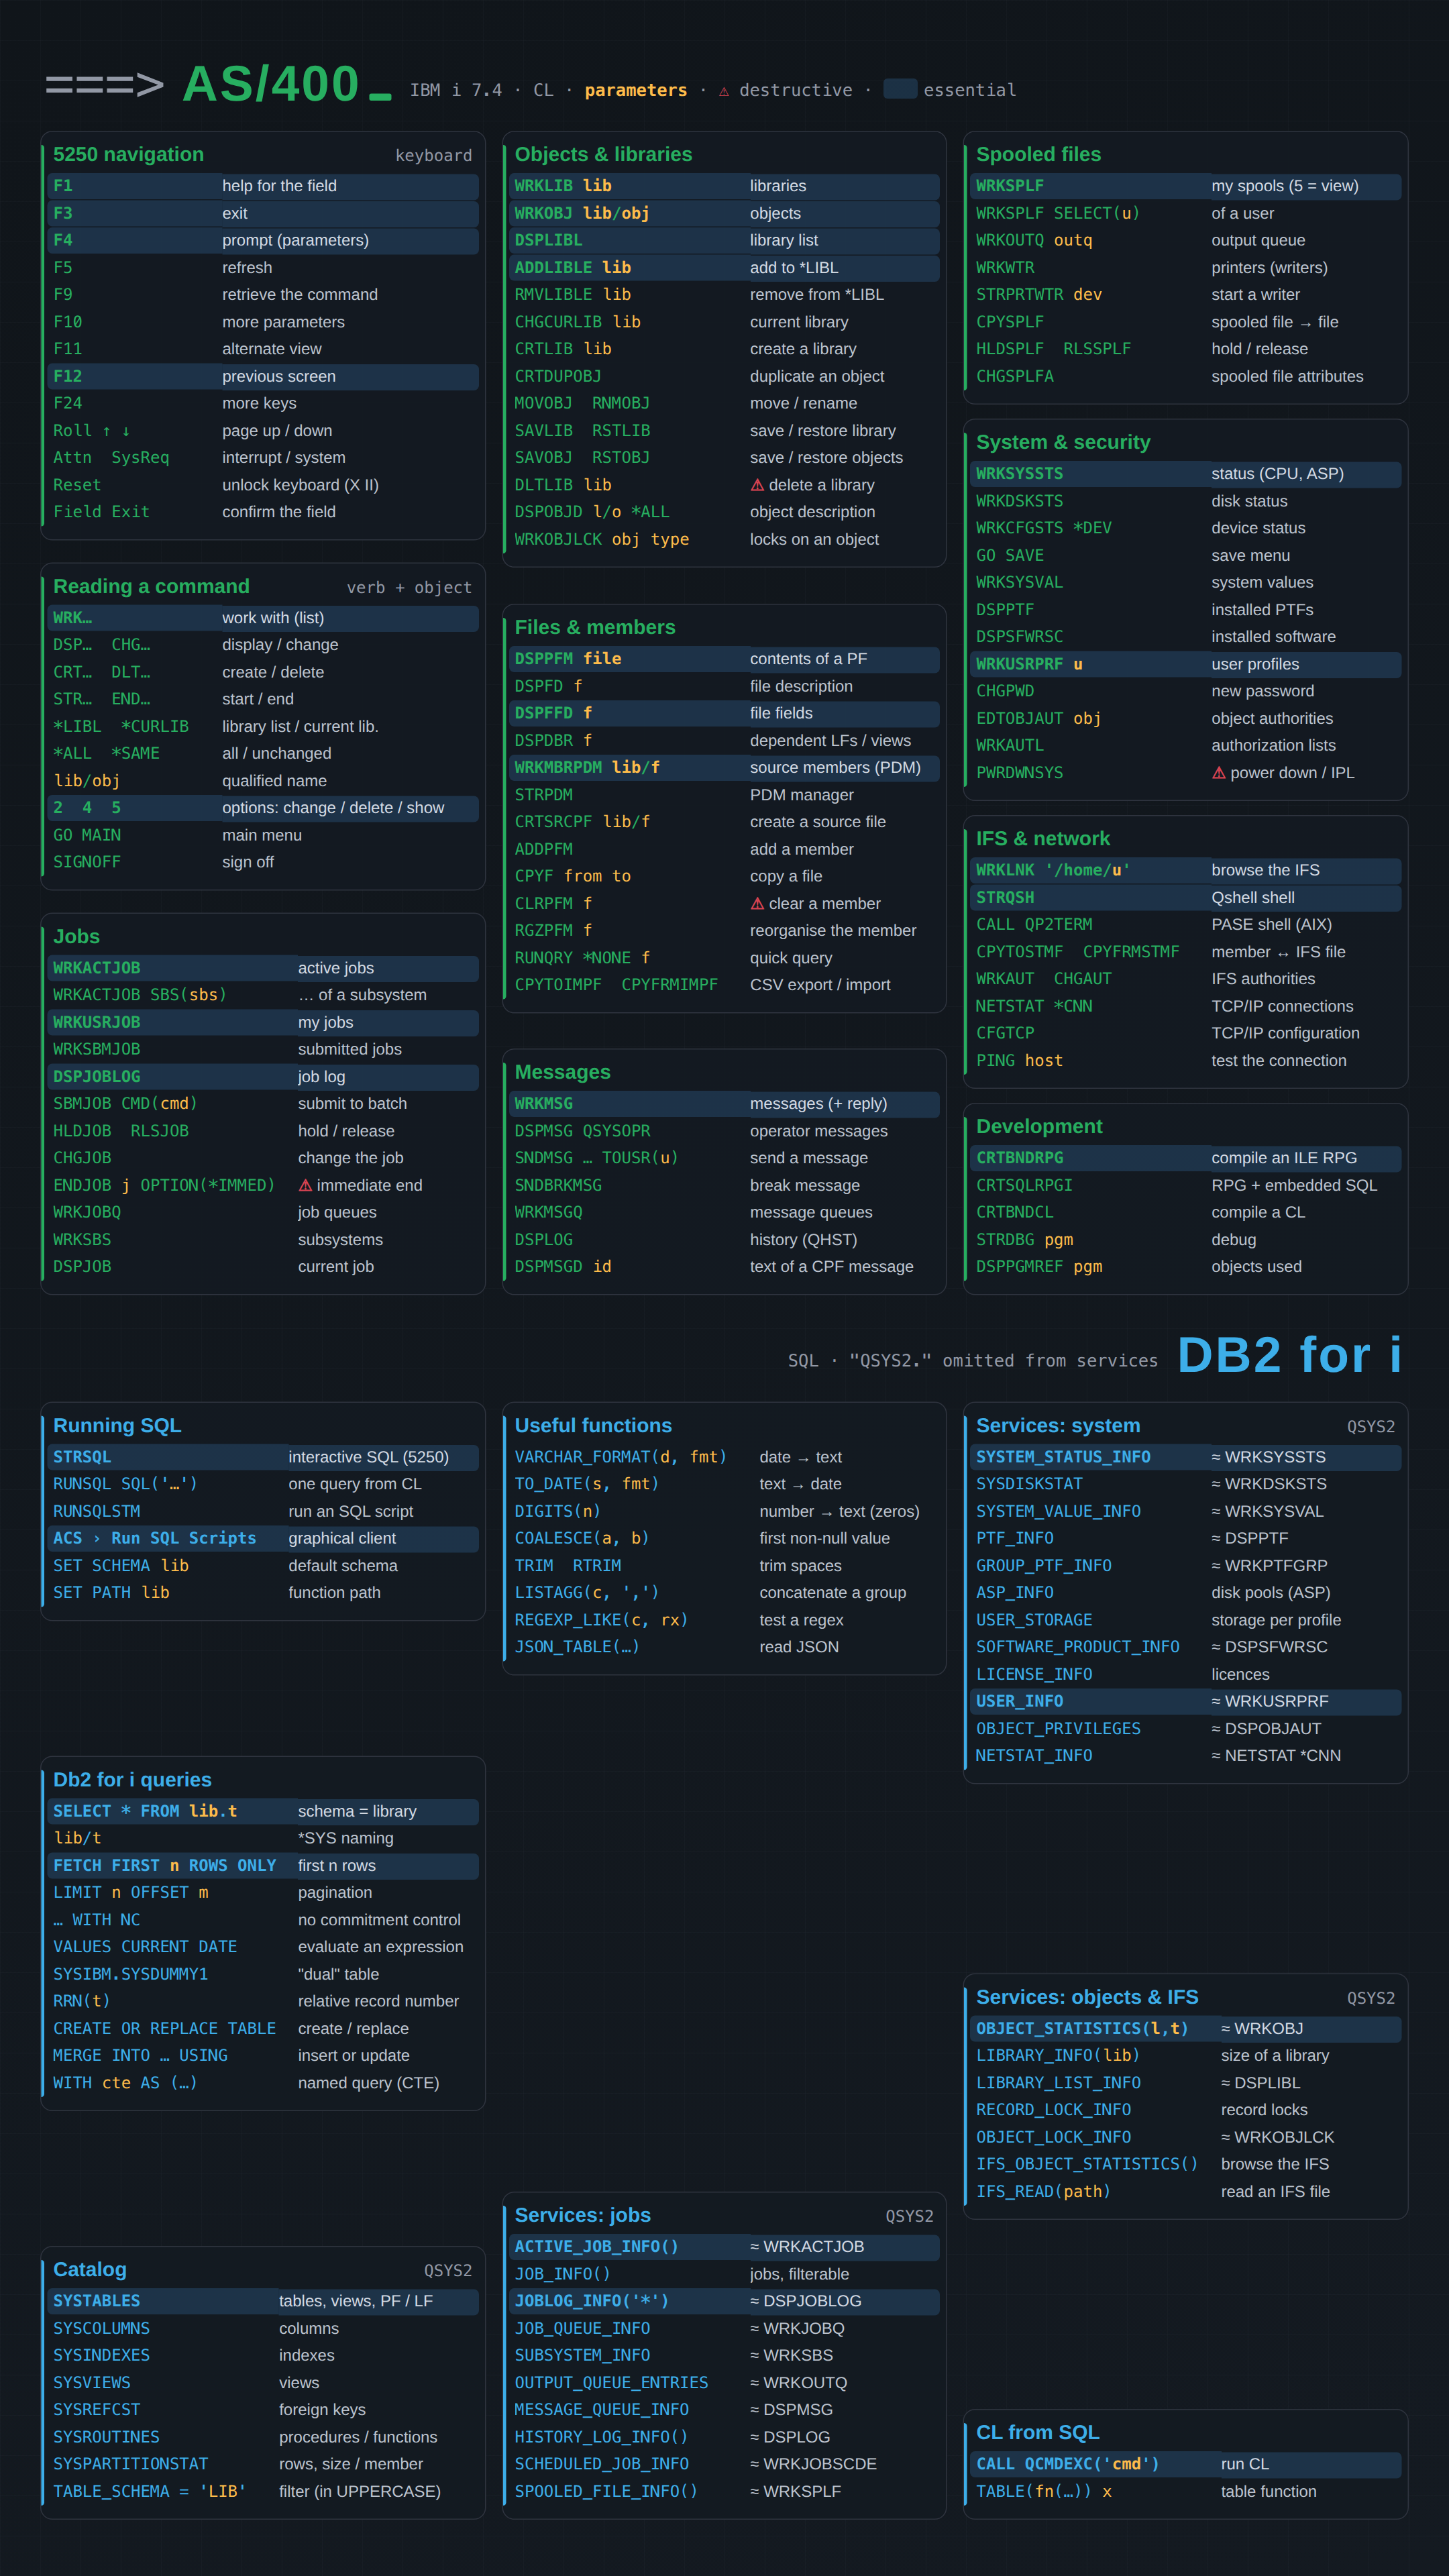 ===> AS/400_ IBM i 7.4 · CL · parameters · ⚠ destructive · essential
5250 navigation keyboard
F1 help for the field
F3 exit
F4 prompt (parameters)
F5 refresh
F9 retrieve the command
F10 more parameters
F11 alternate view
F12 previous screen
F24 more keys
Roll ↑ ↓ page up / down
Attn SysReq interrupt / system
Reset unlock keyboard (X II)
Field Exit confirm the field
Reading a command verb + object
WRK… work with (list)
DSP… CHG… display / change
CRT… DLT… create / delete
STR… END… start / end
*LIBL *CURLIB library list / current lib.
*ALL *SAME all / unchanged
lib/obj qualified name
2 4 5 options: change / delete / show
GO MAIN main menu
SIGNOFF sign off
Jobs
WRKACTJOB active jobs
WRKACTJOB SBS(sbs) … of a subsystem
WRKUSRJOB my jobs
WRKSBMJOB submitted jobs
DSPJOBLOG job log
SBMJOB CMD(cmd) submit to batch
HLDJOB RLSJOB hold / release
CHGJOB change the job
ENDJOB j OPTION(*IMMED) ⚠ immediate end
WRKJOBQ job queues
WRKSBS subsystems
DSPJOB current job
Objects & libraries
WRKLIB lib libraries
WRKOBJ lib/obj objects
DSPLIBL library list
ADDLIBLE lib add to *LIBL
RMVLIBLE lib remove from *LIBL
CHGCURLIB lib current library
CRTLIB lib create a library
CRTDUPOBJ duplicate an object
MOVOBJ RNMOBJ move / rename
SAVLIB RSTLIB save / restore library
SAVOBJ RSTOBJ save / restore objects
DLTLIB lib ⚠ delete a library
DSPOBJD l/o *ALL object description
WRKOBJLCK obj type locks on an object
Files & members
DSPPFM file contents of a PF
DSPFD f file description
DSPFFD f file fields
DSPDBR f dependent LFs / views
WRKMBRPDM lib/f source members (PDM)
STRPDM PDM manager
CRTSRCPF lib/f create a source file
ADDPFM add a member
CPYF from to copy a file
CLRPFM f ⚠ clear a member
RGZPFM f reorganise the member
RUNQRY *NONE f quick query
CPYTOIMPF CPYFRMIMPF CSV export / import
Messages
WRKMSG messages (+ reply)
DSPMSG QSYSOPR operator messages
SNDMSG … TOUSR(u) send a message
SNDBRKMSG break message
WRKMSGQ message queues
DSPLOG history (QHST)
DSPMSGD id text of a CPF message
Spooled files
WRKSPLF my spools (5 = view)
WRKSPLF SELECT(u) of a user
WRKOUTQ outq output queue
WRKWTR printers (writers)
STRPRTWTR dev start a writer
CPYSPLF spooled file → file
HLDSPLF RLSSPLF hold / release
CHGSPLFA spooled file attributes
System & security
WRKSYSSTS status (CPU, ASP)
WRKDSKSTS disk status
WRKCFGSTS *DEV device status
GO SAVE save menu
WRKSYSVAL system values
DSPPTF installed PTFs
DSPSFWRSC installed software
WRKUSRPRF u user profiles
CHGPWD new password
EDTOBJAUT obj object authorities
WRKAUTL authorization lists
PWRDWNSYS ⚠ power down / IPL
IFS & network
WRKLNK '/home/u' browse the IFS
STRQSH Qshell shell
CALL QP2TERM PASE shell (AIX)
CPYTOSTMF CPYFRMSTMF member ↔ IFS file
WRKAUT CHGAUT IFS authorities
NETSTAT *CNN TCP/IP connections
CFGTCP TCP/IP configuration
PING host test the connection
Development
CRTBNDRPG compile an ILE RPG
CRTSQLRPGI RPG + embedded SQL
CRTBNDCL compile a CL
STRDBG pgm debug
DSPPGMREF pgm objects used
SQL · "QSYS2." omitted from services DB2 for i
Running SQL
STRSQL interactive SQL (5250)
RUNSQL SQL('…') one query from CL
RUNSQLSTM run an SQL script
ACS › Run SQL Scripts graphical client
SET SCHEMA lib default schema
SET PATH lib function path
Db2 for i queries
SELECT * FROM lib.t schema = library
lib/t *SYS naming
FETCH FIRST n ROWS ONLY first n rows
LIMIT n OFFSET m pagination
… WITH NC no commitment control
VALUES CURRENT DATE evaluate an expression
SYSIBM.SYSDUMMY1 "dual" table
RRN(t) relative record number
CREATE OR REPLACE TABLE create / replace
MERGE INTO … USING insert or update
WITH cte AS (…) named query (CTE)
Catalog QSYS2
SYSTABLES tables, views, PF / LF
SYSCOLUMNS columns
SYSINDEXES indexes
SYSVIEWS views
SYSREFCST foreign keys
SYSROUTINES procedures / functions
SYSPARTITIONSTAT rows, size / member
TABLE_SCHEMA = 'LIB' filter (in UPPERCASE)
Useful functions
VARCHAR_FORMAT(d, fmt) date → text
TO_DATE(s, fmt) text → date
DIGITS(n) number → text (zeros)
COALESCE(a, b) first non-null value
TRIM RTRIM trim spaces
LISTAGG(c, ',') concatenate a group
REGEXP_LIKE(c, rx) test a regex
JSON_TABLE(…) read JSON
Services: jobs QSYS2
ACTIVE_JOB_INFO() ≈ WRKACTJOB
JOB_INFO() jobs, filterable
JOBLOG_INFO('*') ≈ DSPJOBLOG
JOB_QUEUE_INFO ≈ WRKJOBQ
SUBSYSTEM_INFO ≈ WRKSBS
OUTPUT_QUEUE_ENTRIES ≈ WRKOUTQ
MESSAGE_QUEUE_INFO ≈ DSPMSG
HISTORY_LOG_INFO() ≈ DSPLOG
SCHEDULED_JOB_INFO ≈ WRKJOBSCDE
SPOOLED_FILE_INFO() ≈ WRKSPLF
Services: system QSYS2
SYSTEM_STATUS_INFO ≈ WRKSYSSTS
SYSDISKSTAT ≈ WRKDSKSTS
SYSTEM_VALUE_INFO ≈ WRKSYSVAL
PTF_INFO ≈ DSPPTF
GROUP_PTF_INFO ≈ WRKPTFGRP
ASP_INFO disk pools (ASP)
USER_STORAGE storage per profile
SOFTWARE_PRODUCT_INFO ≈ DSPSFWRSC
LICENSE_INFO licences
USER_INFO ≈ WRKUSRPRF
OBJECT_PRIVILEGES ≈ DSPOBJAUT
NETSTAT_INFO ≈ NETSTAT *CNN
Services: objects & IFS QSYS2
OBJECT_STATISTICS(l,t) ≈ WRKOBJ
LIBRARY_INFO(lib) size of a library
LIBRARY_LIST_INFO ≈ DSPLIBL
RECORD_LOCK_INFO record locks
OBJECT_LOCK_INFO ≈ WRKOBJLCK
IFS_OBJECT_STATISTICS() browse the IFS
IFS_READ(path) read an IFS file
CL from SQL
CALL QCMDEXC('cmd') run CL
TABLE(fn(…)) x table function